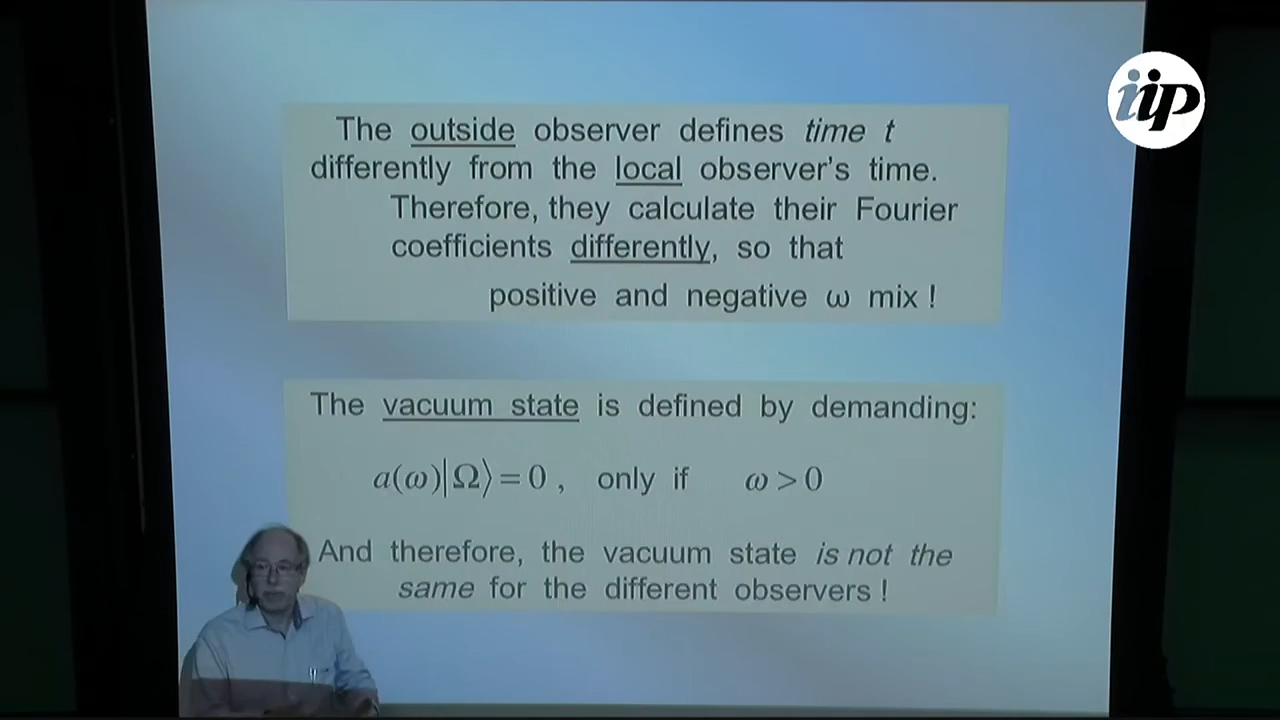 iip
The outside observer defines time t
differently from the local observer's time.
Therefore, they calculate their Fourier
coefficients differently, so that
positive and negative ω mix !
The vacuum state is defined by demanding:
a(ω)|Ω⟩ = 0 , only if ω > 0
And therefore, the vacuum state is not the
same for the different observers !